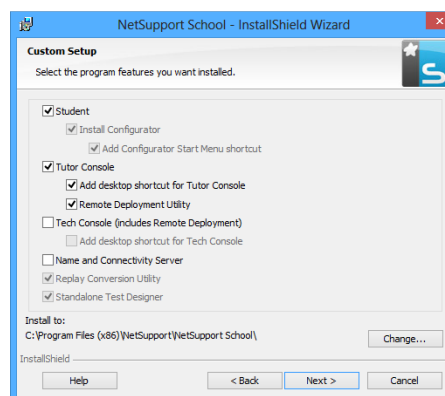 NetSupport School - InstallShield Wizard
Custom Setup
Select the program features you want installed.
S
Student
Install Configurator
Add Configurator Start Menu shortcut
Tutor Console
Add desktop shortcut for Tutor Console
Remote Deployment Utility
Tech Console (includes Remote Deployment)
Add desktop shortcut for Tech Console
Name and Connectivity Server
Replay Conversion Utility
Standalone Test Designer
Install to:
C:\Program Files (x86)\NetSupport\NetSupport School\
Change...
InstallShield
Help < Back Next > Cancel